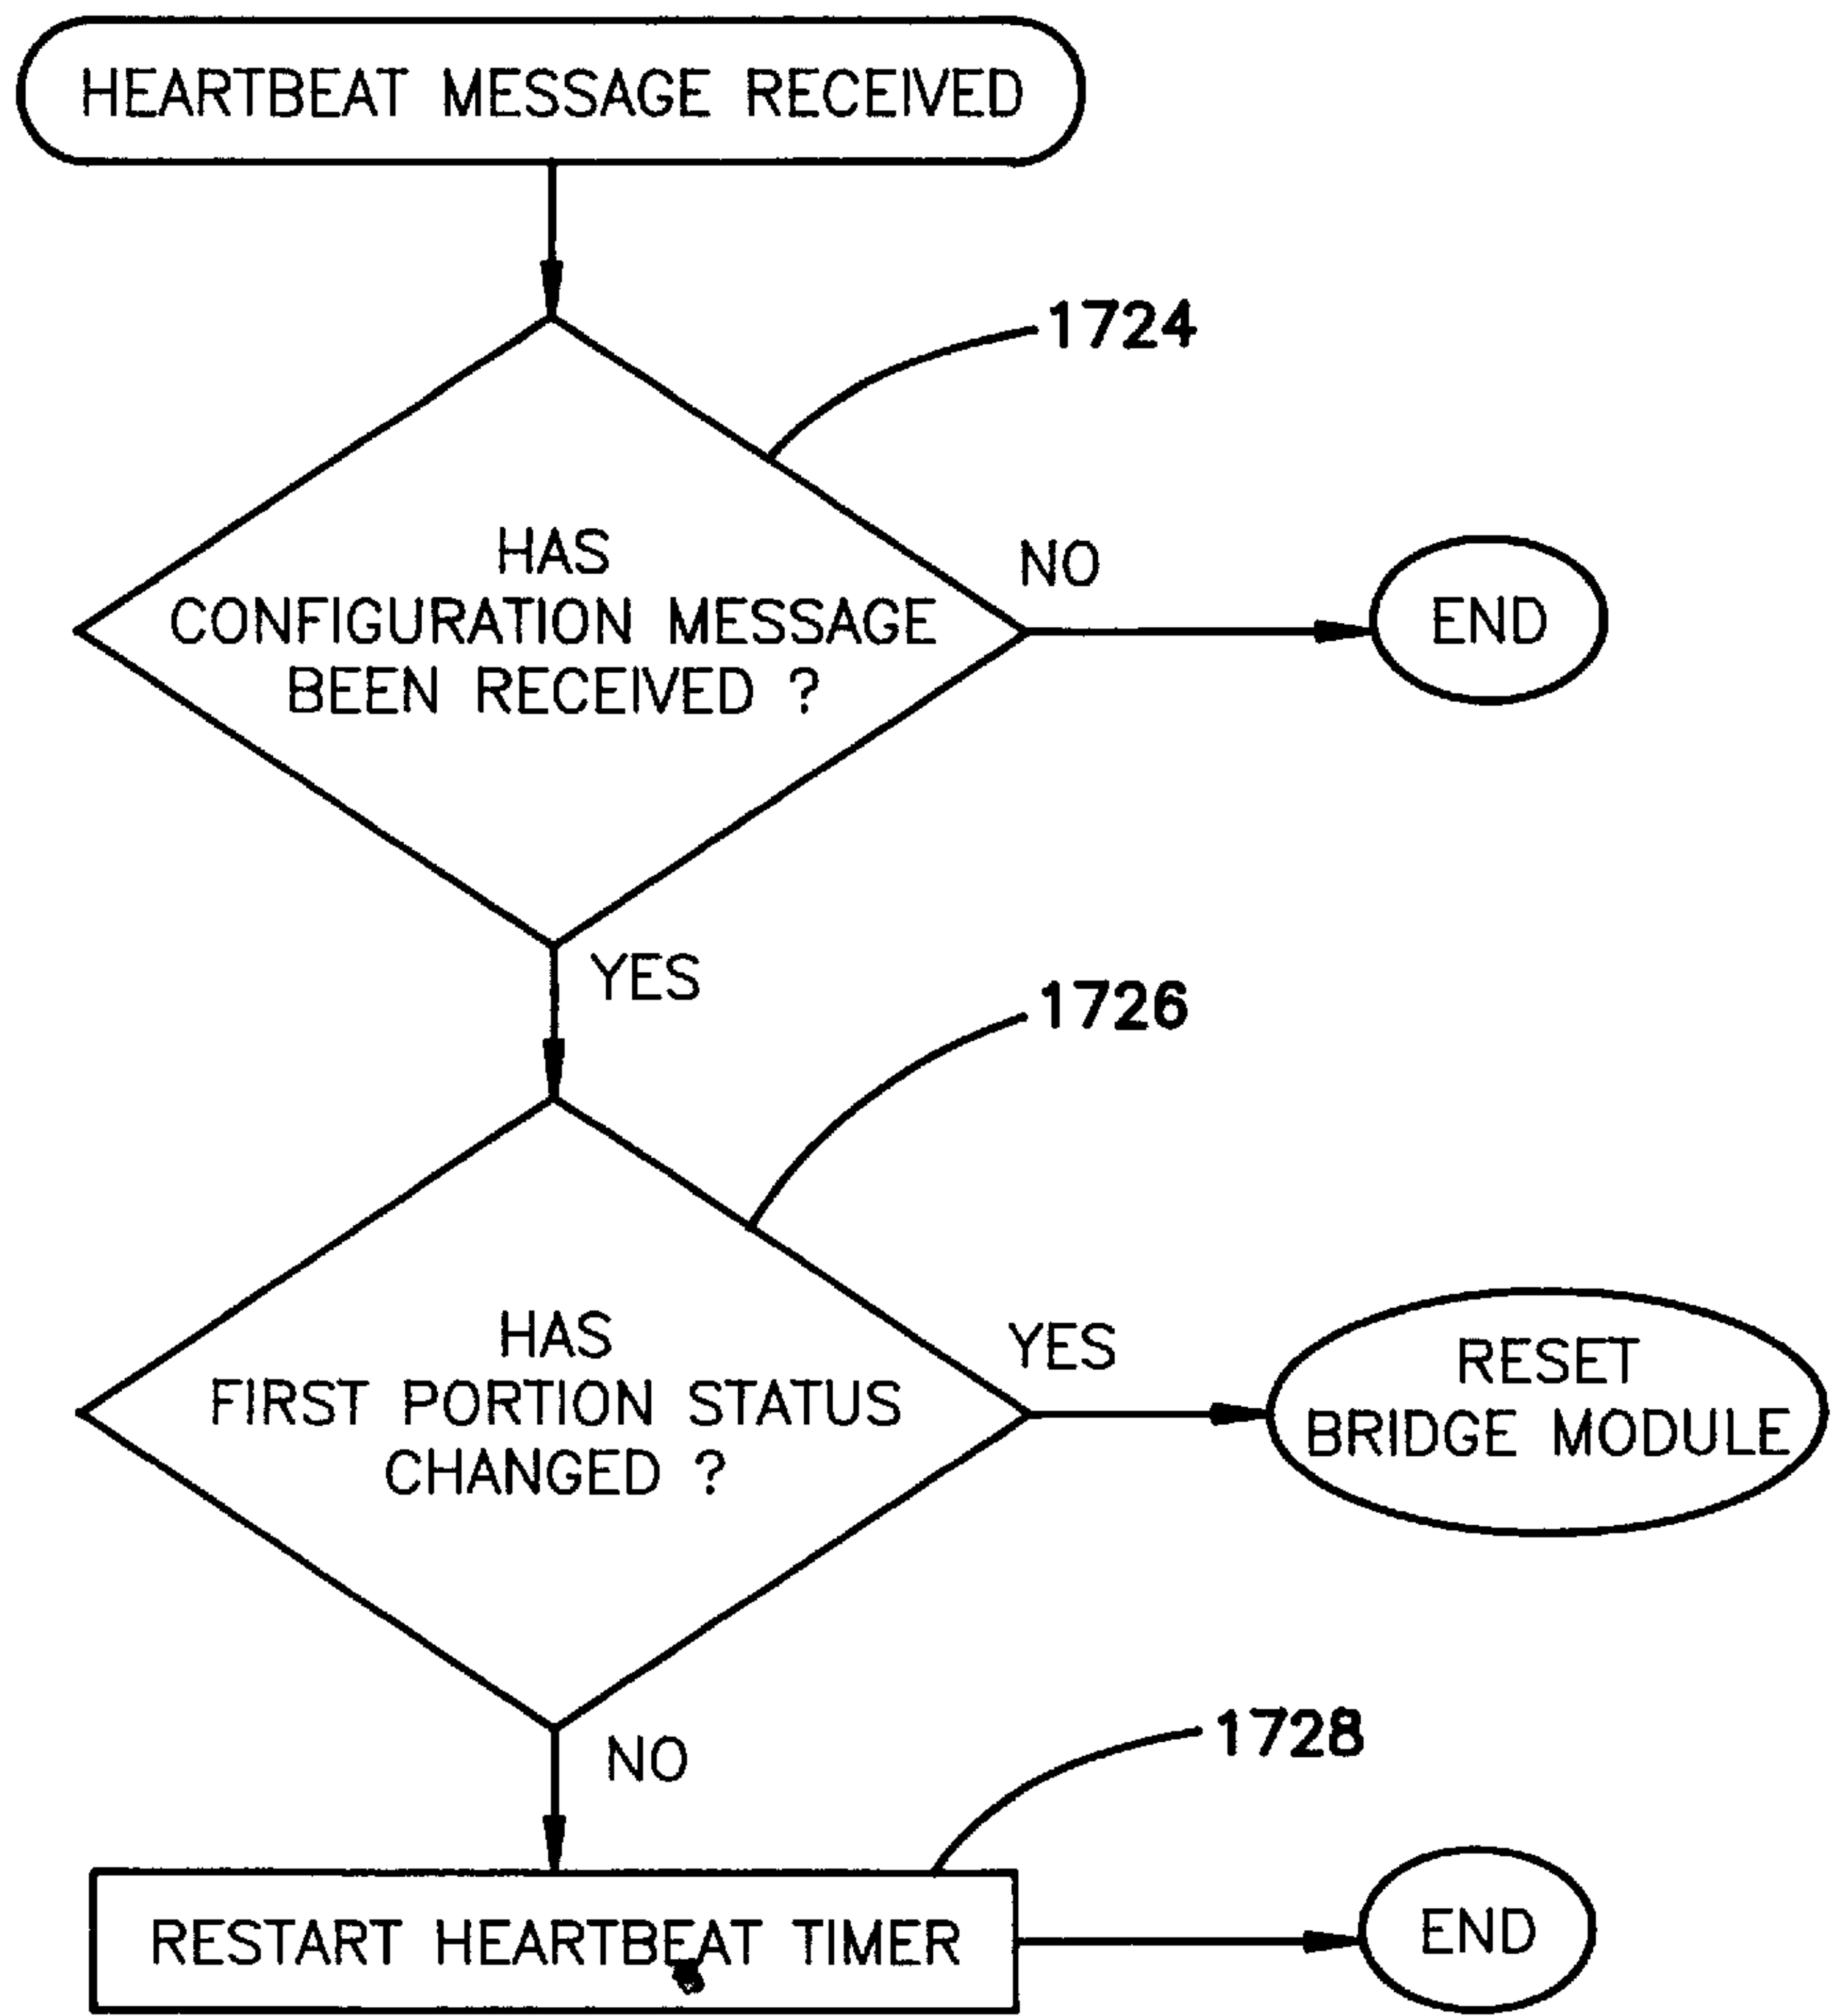 HEARTBEAT MESSAGE RECEIVED
1724
HAS
CONFIGURATION MESSAGE
BEEN RECEIVED ?
NO
END
YES
1726
HAS
FIRST PORTION STATUS
CHANGED ?
YES
RESET
BRIDGE MODULE
NO
1728
RESTART HEARTBEAT TIMER
END